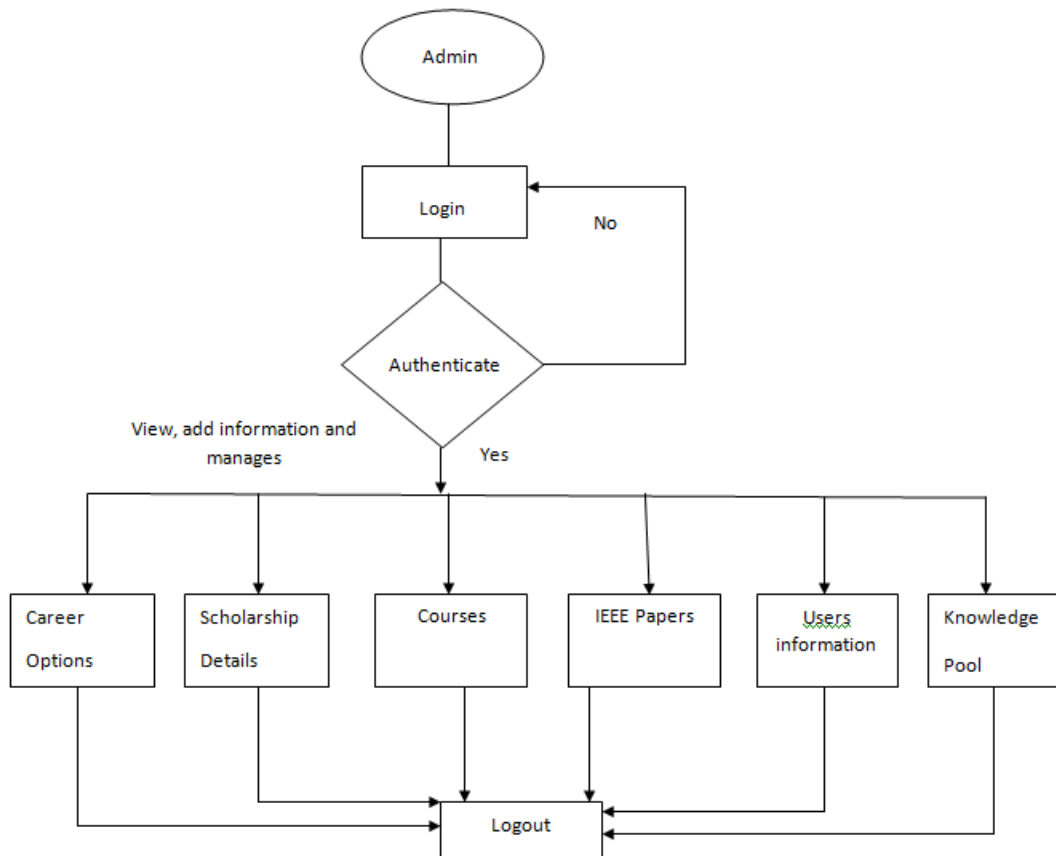 Admin
Login
No
Authenticate
View, add information and
manages
Yes
Career
Options
Scholarship
Details
Courses
IEEE Papers
Users
information
Knowledge
Pool
Logout